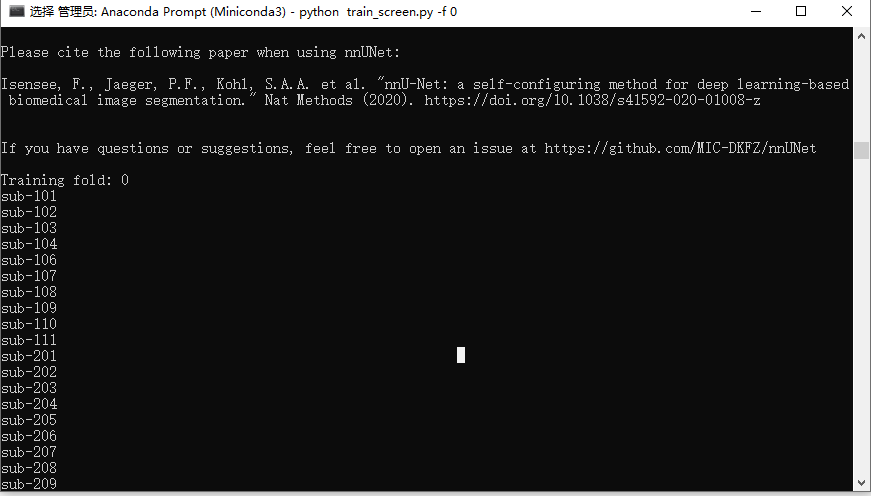 选择 管理员: Anaconda Prompt (Miniconda3) - python  train_screen.py -f 0
Please cite the following paper when using nnUNet:
Isensee, F., Jaeger, P.F., Kohl, S.A.A. et al. "nnU-Net: a self-configuring method for deep learning-based
biomedical image segmentation." Nat Methods (2020). https://doi.org/10.1038/s41592-020-01008-z
If you have questions or suggestions, feel free to open an issue at https://github.com/MIC-DKFZ/nnUNet
Training fold: 0
sub-101
sub-102
sub-103
sub-104
sub-106
sub-107
sub-108
sub-109
sub-110
sub-111
sub-201
sub-202
sub-203
sub-204
sub-205
sub-206
sub-207
sub-208
sub-209